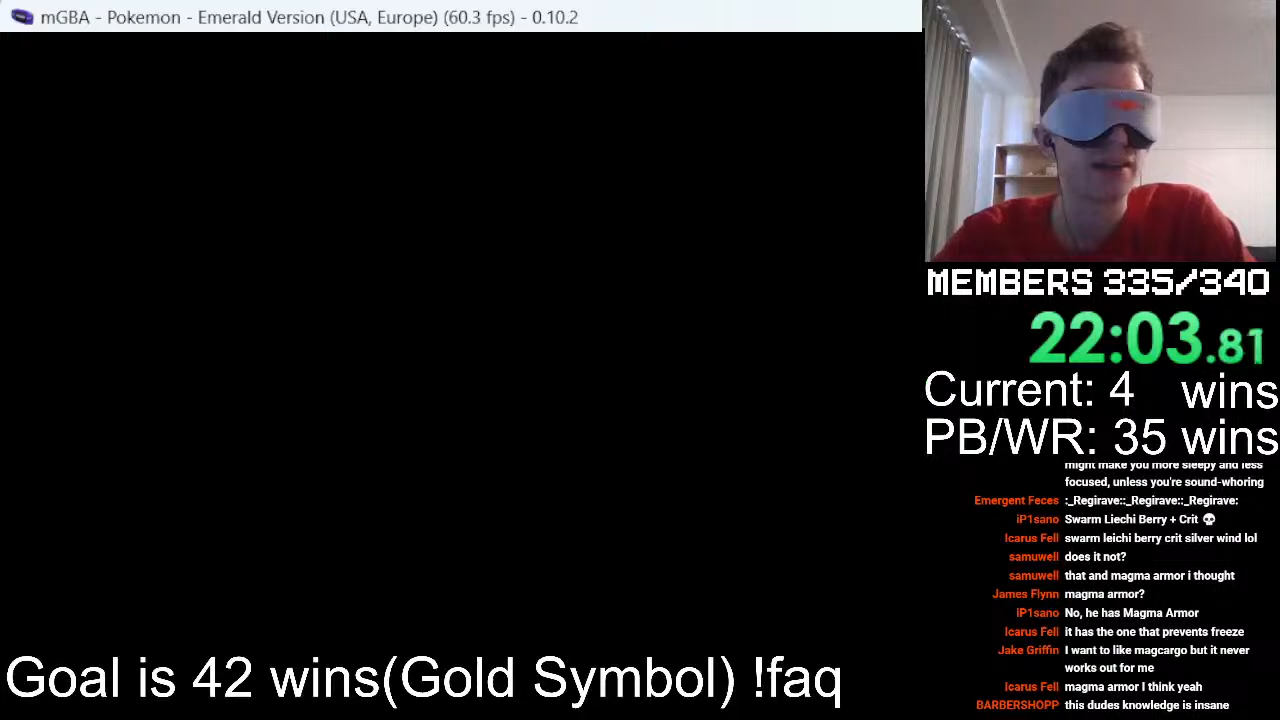 mGBA - Pokemon - Emerald Version (USA, Europe) (60.3 fps) - 0.10.2
MEMBERS 335/340
22:03.81
Current: 4 wins
PB/WR: 35 wins
might make you more sleepy and less
focused, unless you're sound-whoring
Emergent Feces :_Regirave::_Regirave::_Regirave:
iP1sano Swarm Liechi Berry + Crit 💀
Icarus Fell swarm leichi berry crit silver wind lol
samuwell does it not?
samuwell that and magma armor i thought
James Flynn magma armor?
iP1sano No, he has Magma Armor
Icarus Fell it has the one that prevents freeze
Jake Griffin I want to like magcargo but it never
works out for me
Icarus Fell magma armor I think yeah
BARBERSHOPP this dudes knowledge is insane
Goal is 42 wins(Gold Symbol) !faq